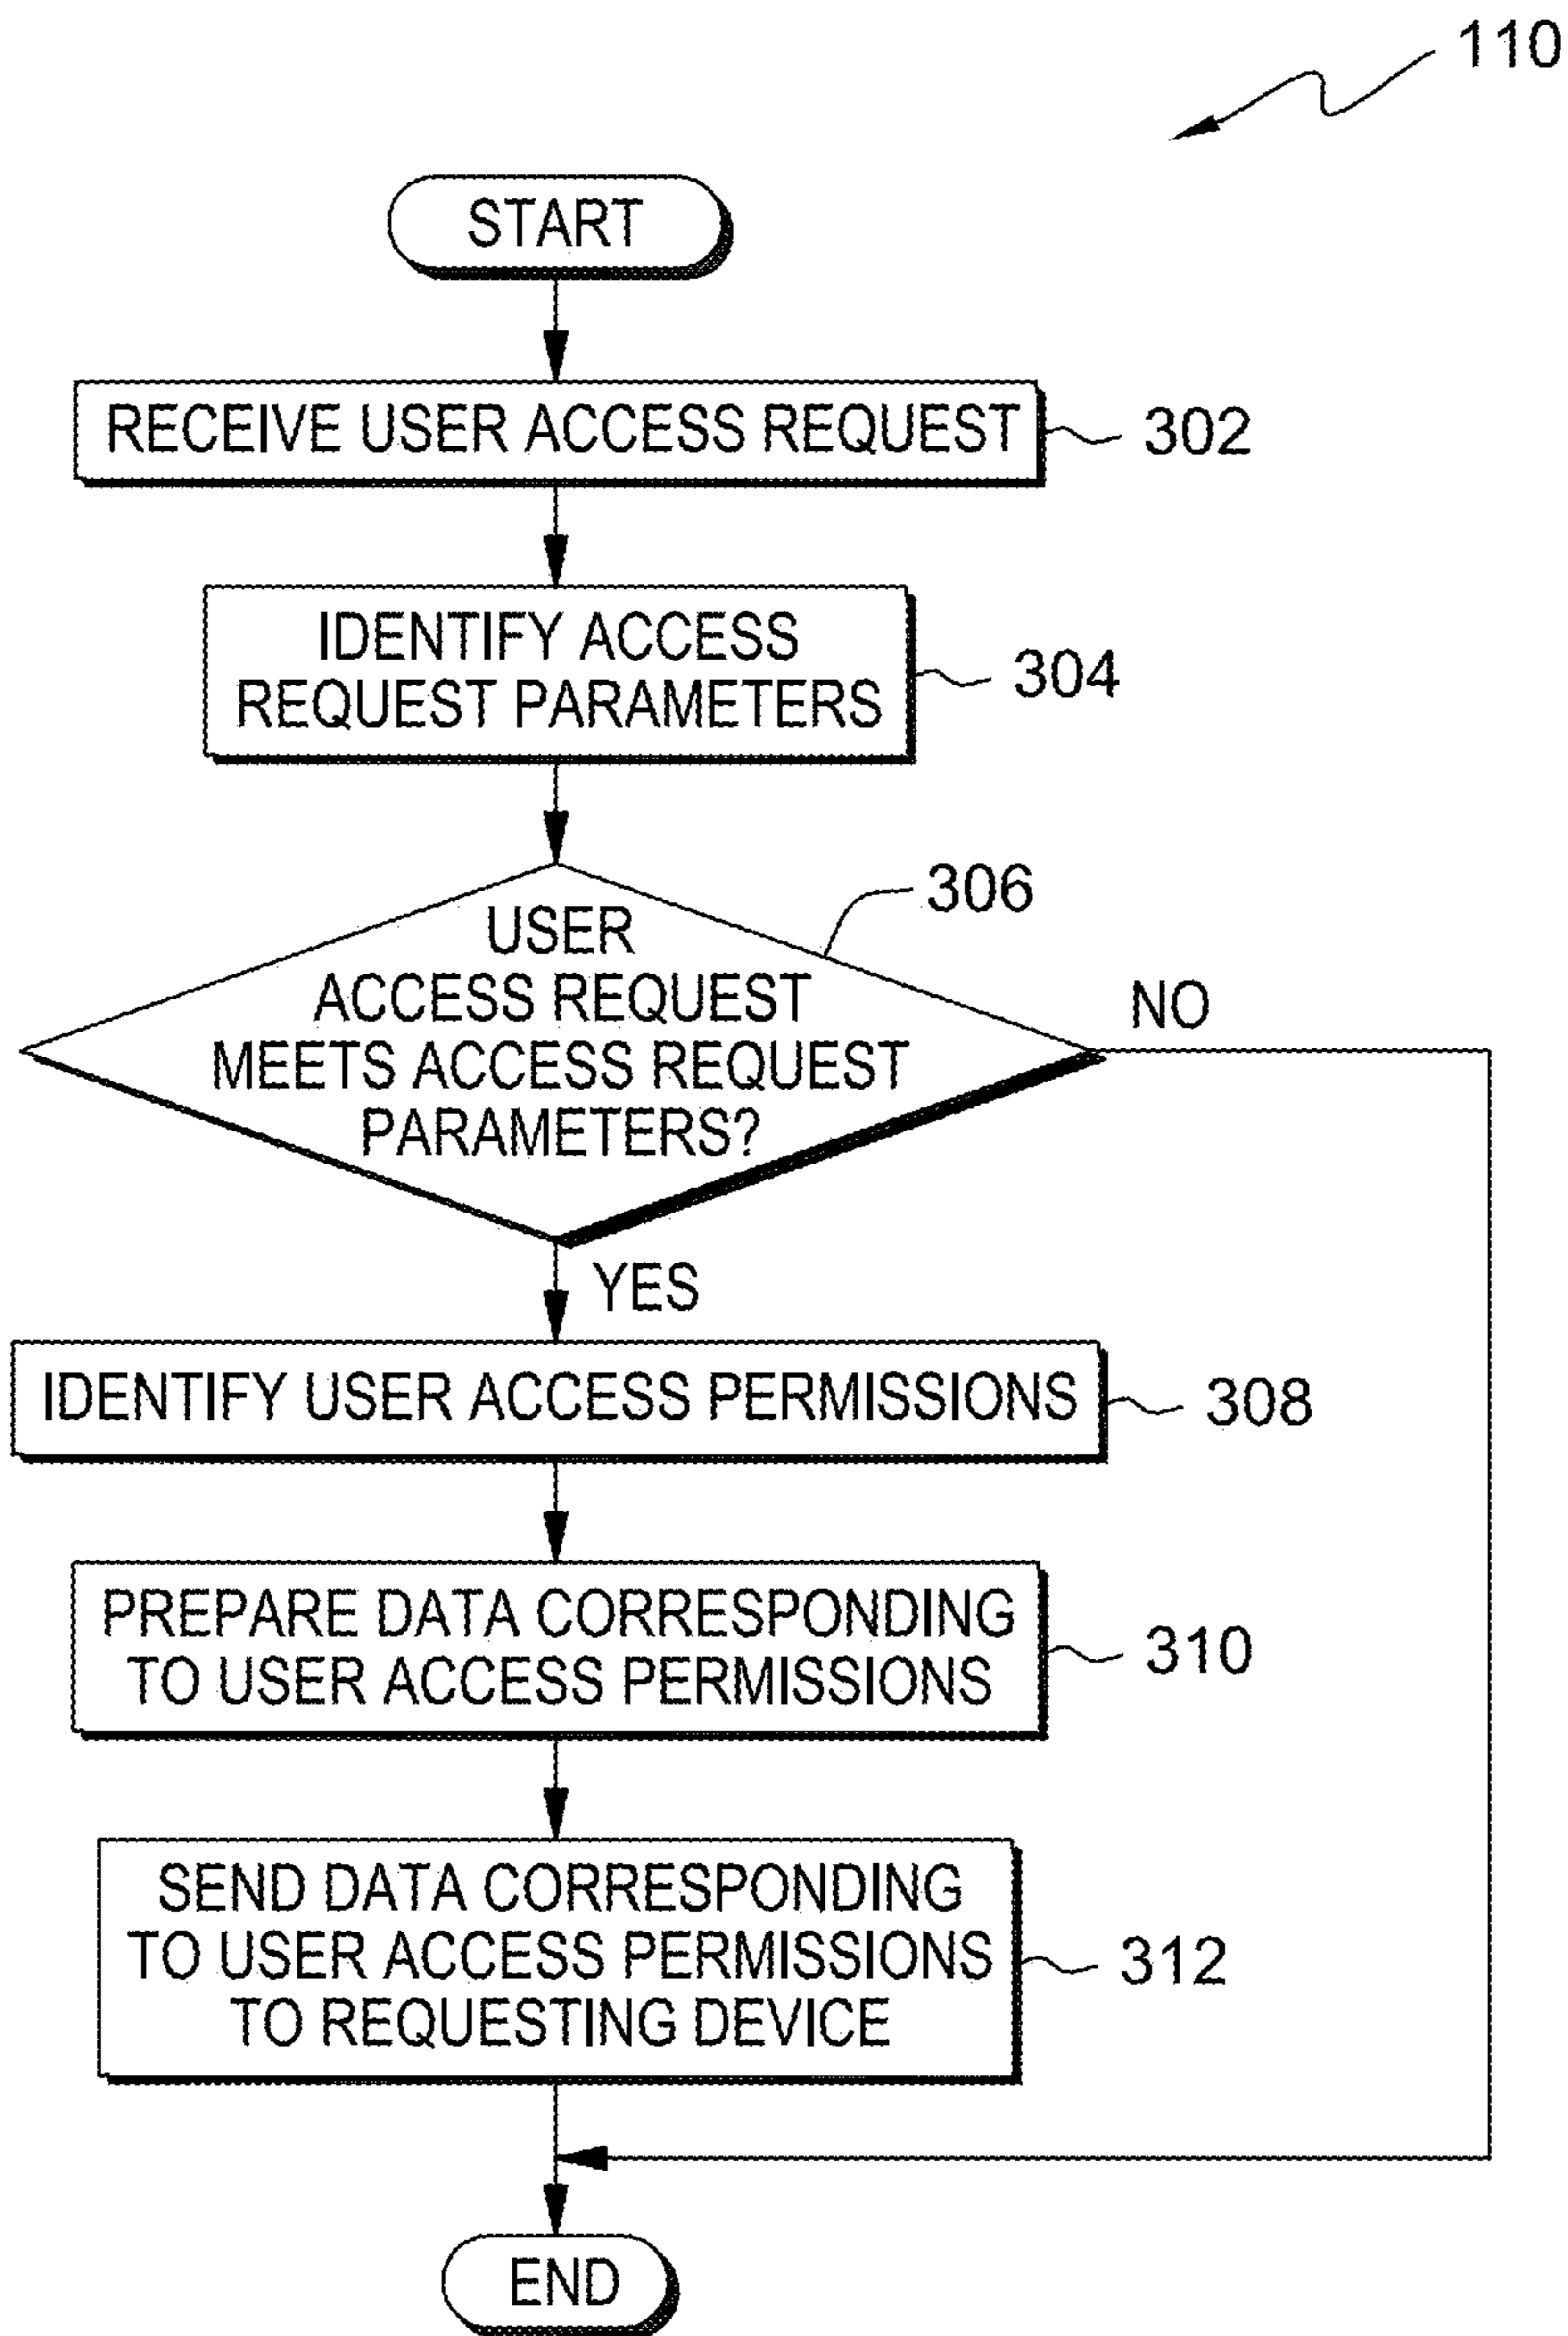 110
START
RECEIVE USER ACCESS REQUEST
302
IDENTIFY ACCESS
REQUEST PARAMETERS
304
306
USER
ACCESS REQUEST
MEETS ACCESS REQUEST
PARAMETERS?
NO
YES
IDENTIFY USER ACCESS PERMISSIONS
308
PREPARE DATA CORRESPONDING
TO USER ACCESS PERMISSIONS
310
SEND DATA CORRESPONDING
TO USER ACCESS PERMISSIONS
TO REQUESTING DEVICE
312
END